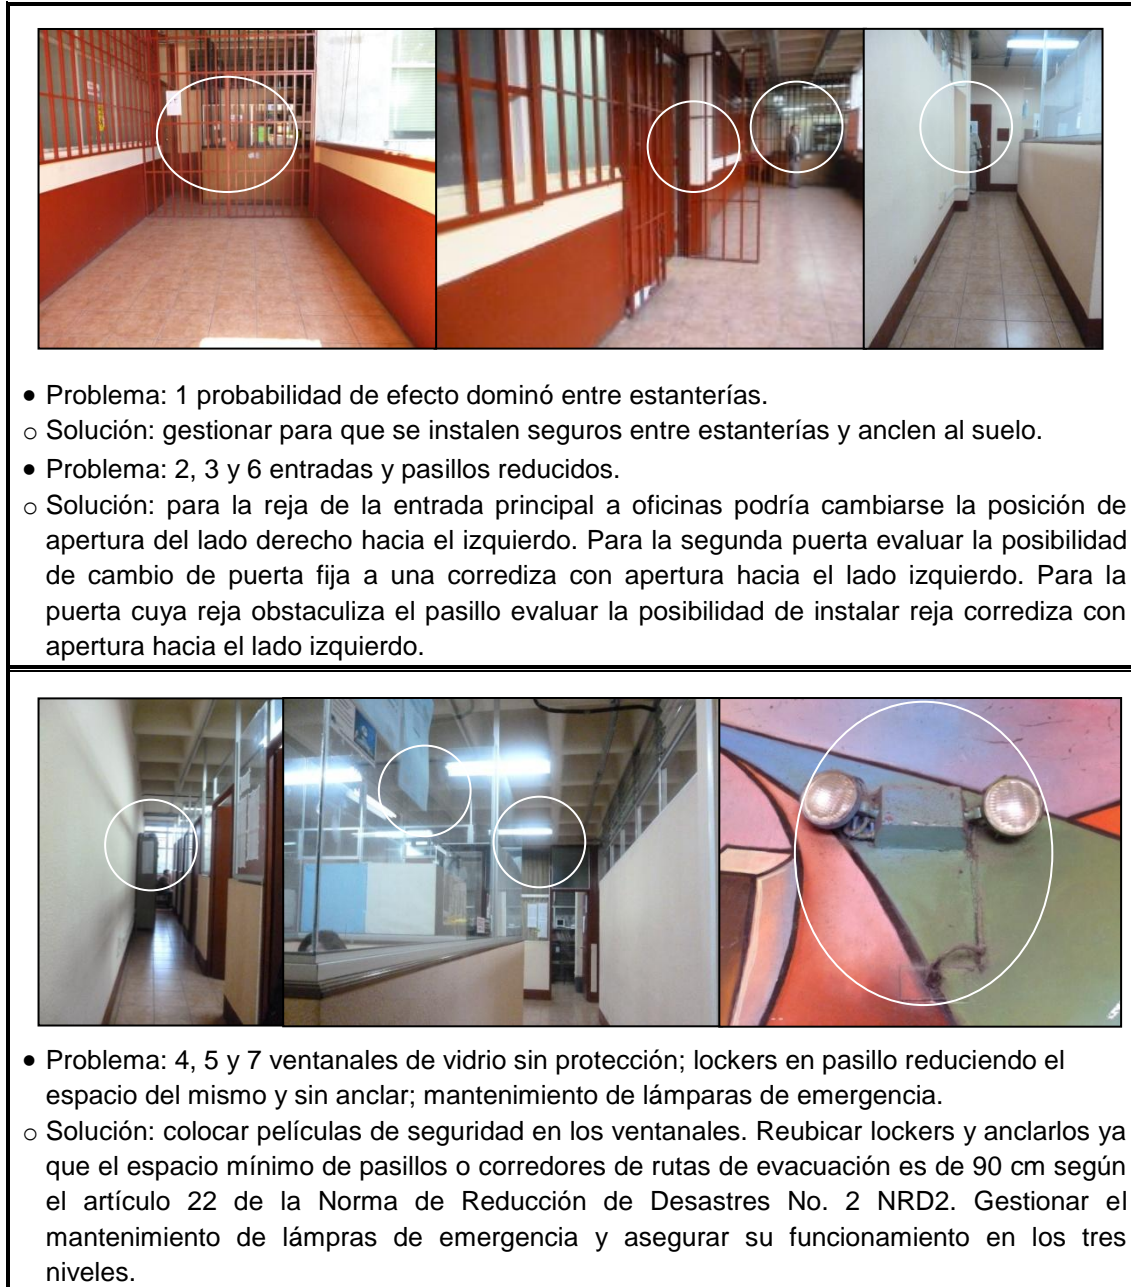 • Problema: 1 probabilidad de efecto dominó entre estanterías.
○ Solución: gestionar para que se instalen seguros entre estanterías y anclen al suelo.
• Problema: 2, 3 y 6 entradas y pasillos reducidos.
○ Solución: para la reja de la entrada principal a oficinas podría cambiarse la posición de
apertura del lado derecho hacia el izquierdo. Para la segunda puerta evaluar la posibilidad
de cambio de puerta fija a una corrediza con apertura hacia el lado izquierdo. Para la
puerta cuya reja obstaculiza el pasillo evaluar la posibilidad de instalar reja corrediza con
apertura hacia el lado izquierdo.
• Problema: 4, 5 y 7 ventanales de vidrio sin protección; lockers en pasillo reduciendo el
espacio del mismo y sin anclar; mantenimiento de lámparas de emergencia.
○ Solución: colocar películas de seguridad en los ventanales. Reubicar lockers y anclarlos ya
que el espacio mínimo de pasillos o corredores de rutas de evacuación es de 90 cm según
el artículo 22 de la Norma de Reducción de Desastres No. 2 NRD2. Gestionar el
mantenimiento de lámpras de emergencia y asegurar su funcionamiento en los tres
niveles.